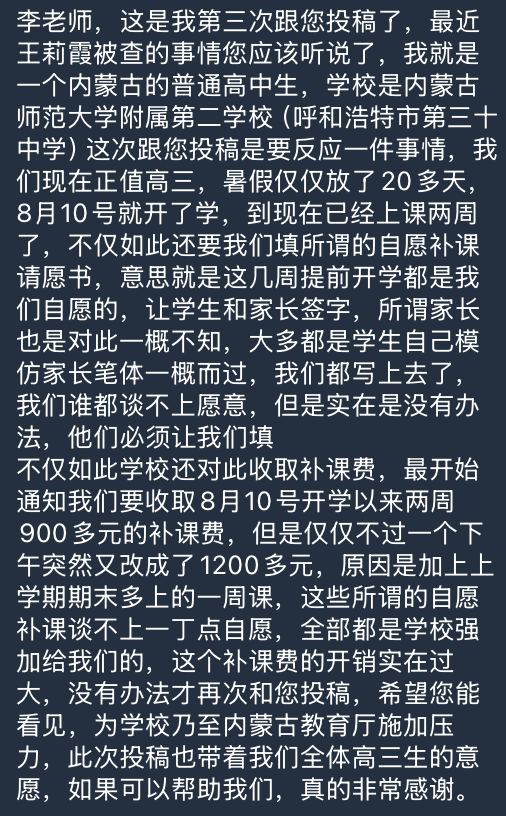 李老师，这是我第三次跟您投稿了，最近
王莉霞被查的事情您应该听说了，我就是
一个内蒙古的普通高中生，学校是内蒙古
师范大学附属第二学校（呼和浩特市第三十
中学）这次跟您投稿是要反应一件事情，我
们现在正值高三，暑假仅仅放了20多天，
8月10号就开了学，到现在已经上课两周
了，不仅如此还要我们填所谓的自愿补课
请愿书，意思就是这几周提前开学都是我
们自愿的，让学生和家长签字，所谓家长
也是对此一概不知，大多都是学生自己模
仿家长笔体一概而过，我们都写上去了，
我们谁都谈不上愿意，但是实在是没有办
法，他们必须让我们填
不仅如此学校还对此收取补课费，最开始
通知我们要收取8月10号开学以来两周
900多元的补课费，但是仅仅不过一个下
午突然又改成了1200多元，原因是加上上
学期期末多上的一周课，这些所谓的自愿
补课谈不上一丁点自愿，全部都是学校强
加给我们的，这个补课费的开销实在过
大，没有办法才再次和您投稿，希望您能
看见，为学校乃至内蒙古教育厅施加压
力，此次投稿也带着我们全体高三生的意
愿，如果可以帮助我们，真的非常感谢。